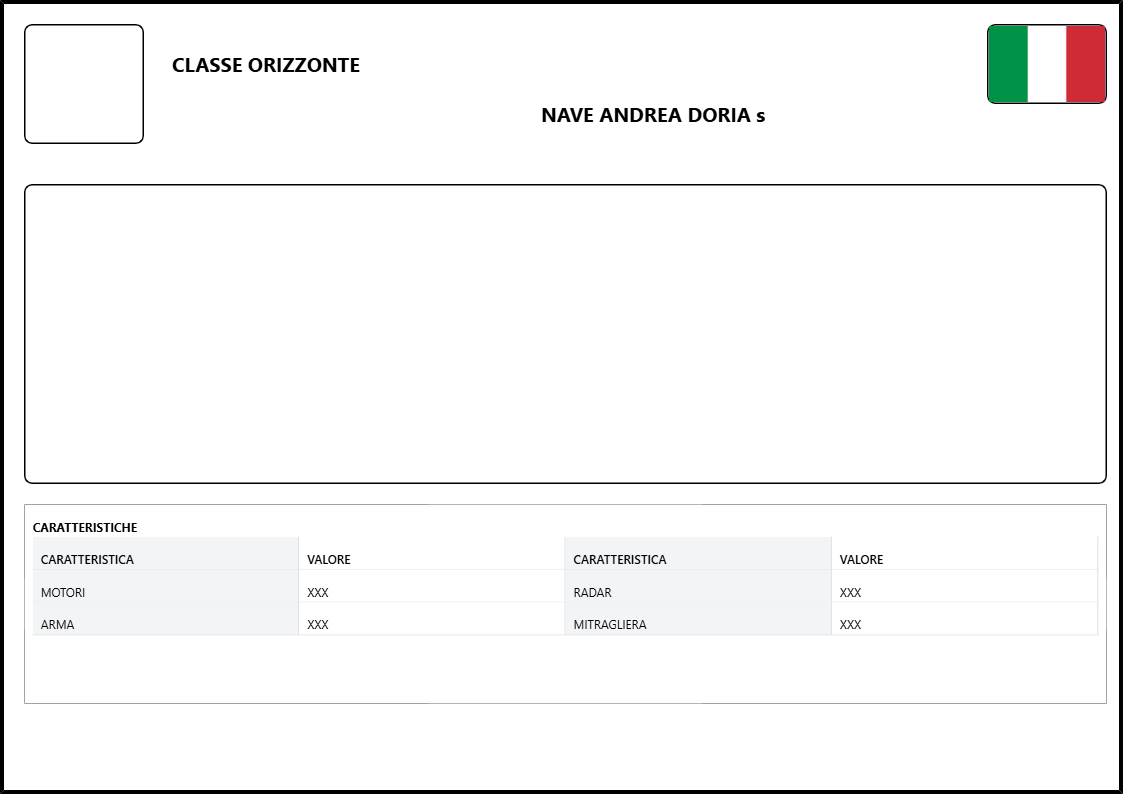 CLASSE ORIZZONTE
NAVE ANDREA DORIA s
CARATTERISTICHE
CARATTERISTICA VALORE CARATTERISTICA VALORE
MOTORI XXX RADAR XXX
ARMA XXX MITRAGLIERA XXX